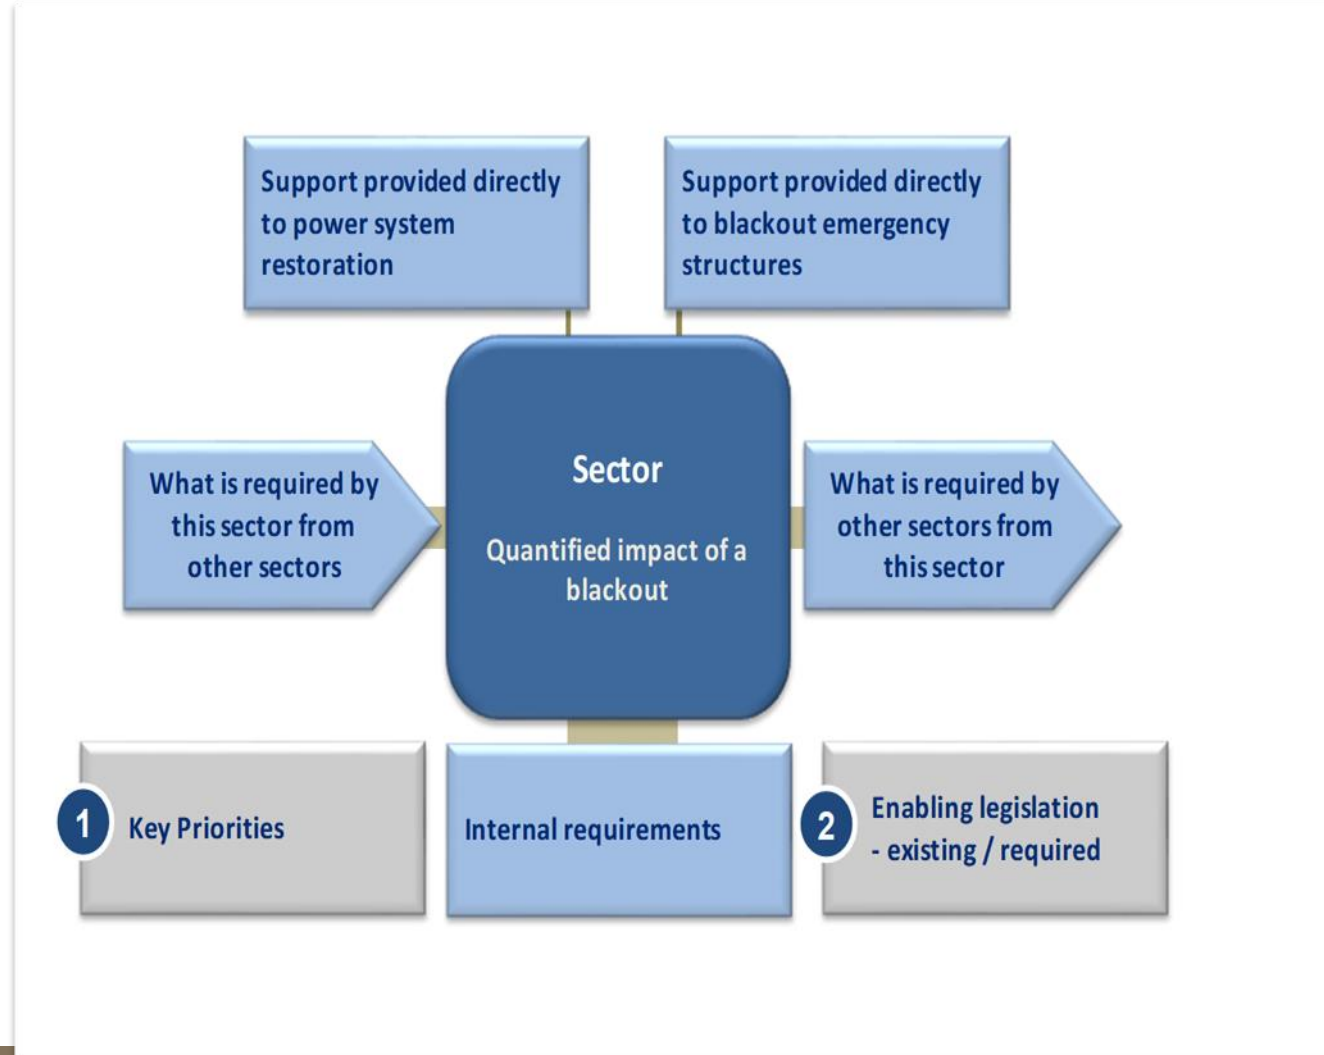 Support provided directly
to power system
restoration
Support provided directly
to blackout emergency
structures
What is required by
this sector from
other sectors
Sector
Quantified impact of a
blackout
What is required by
other sectors from
this sector
1
Key Priorities
Internal requirements
2
Enabling legislation
- existing / required